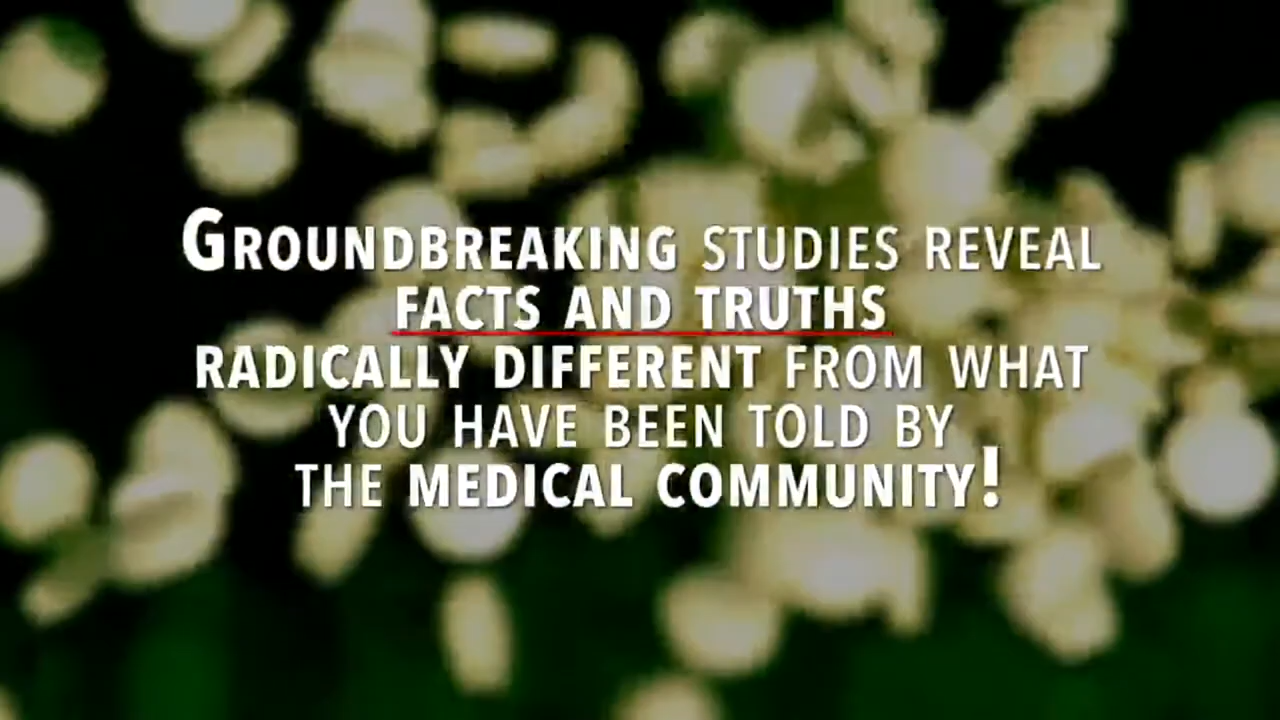 GROUNDBREAKING STUDIES REVEAL
FACTS AND TRUTHS
RADICALLY DIFFERENT FROM WHAT
YOU HAVE BEEN TOLD BY
THE MEDICAL COMMUNITY!